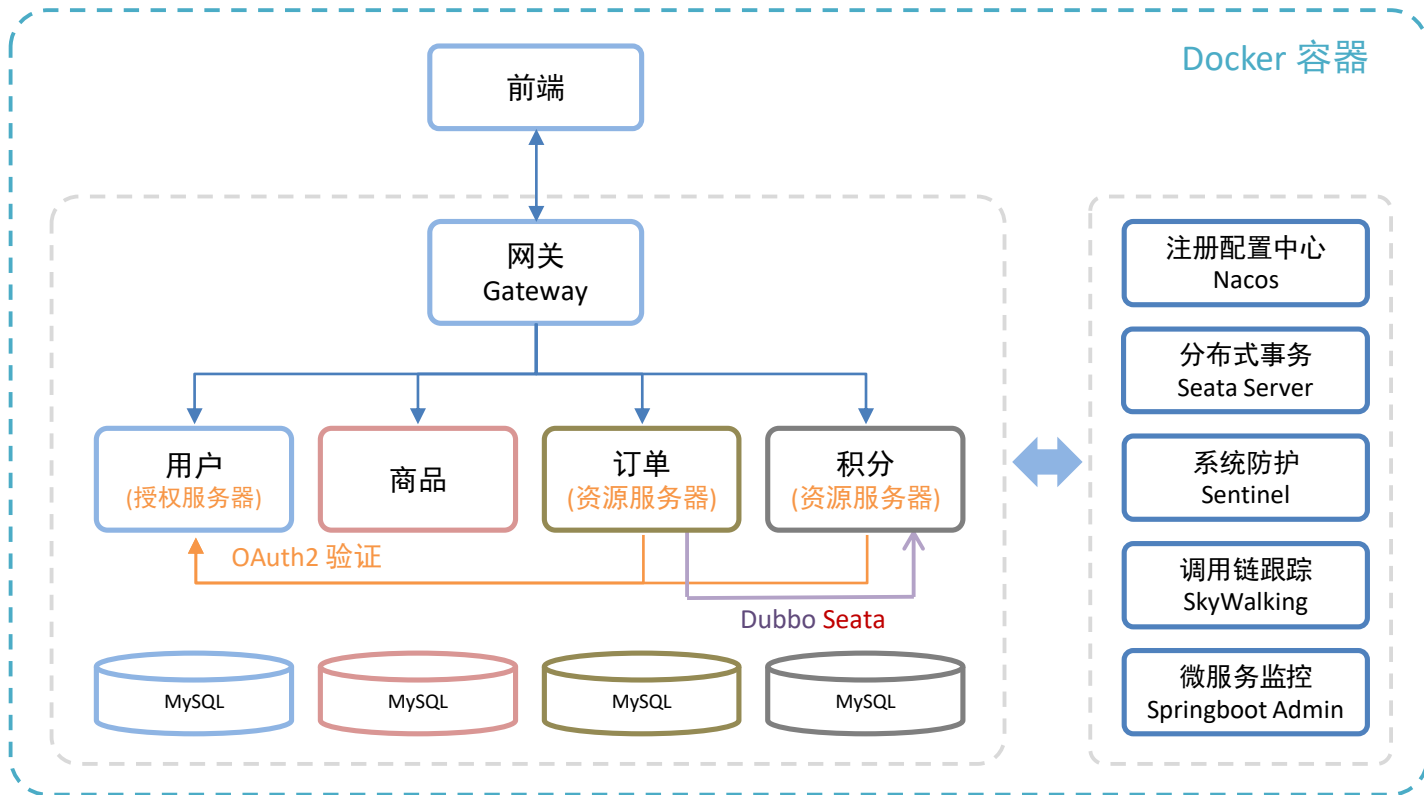 Docker 容器
前端
网关
Gateway
用户
(授权服务器)
商品
订单
(资源服务器)
积分
(资源服务器)
OAuth2 验证
Dubbo Seata
MySQL
MySQL
MySQL
MySQL
注册配置中心
Nacos
分布式事务
Seata Server
系统防护
Sentinel
调用链跟踪
SkyWalking
微服务监控
Springboot Admin